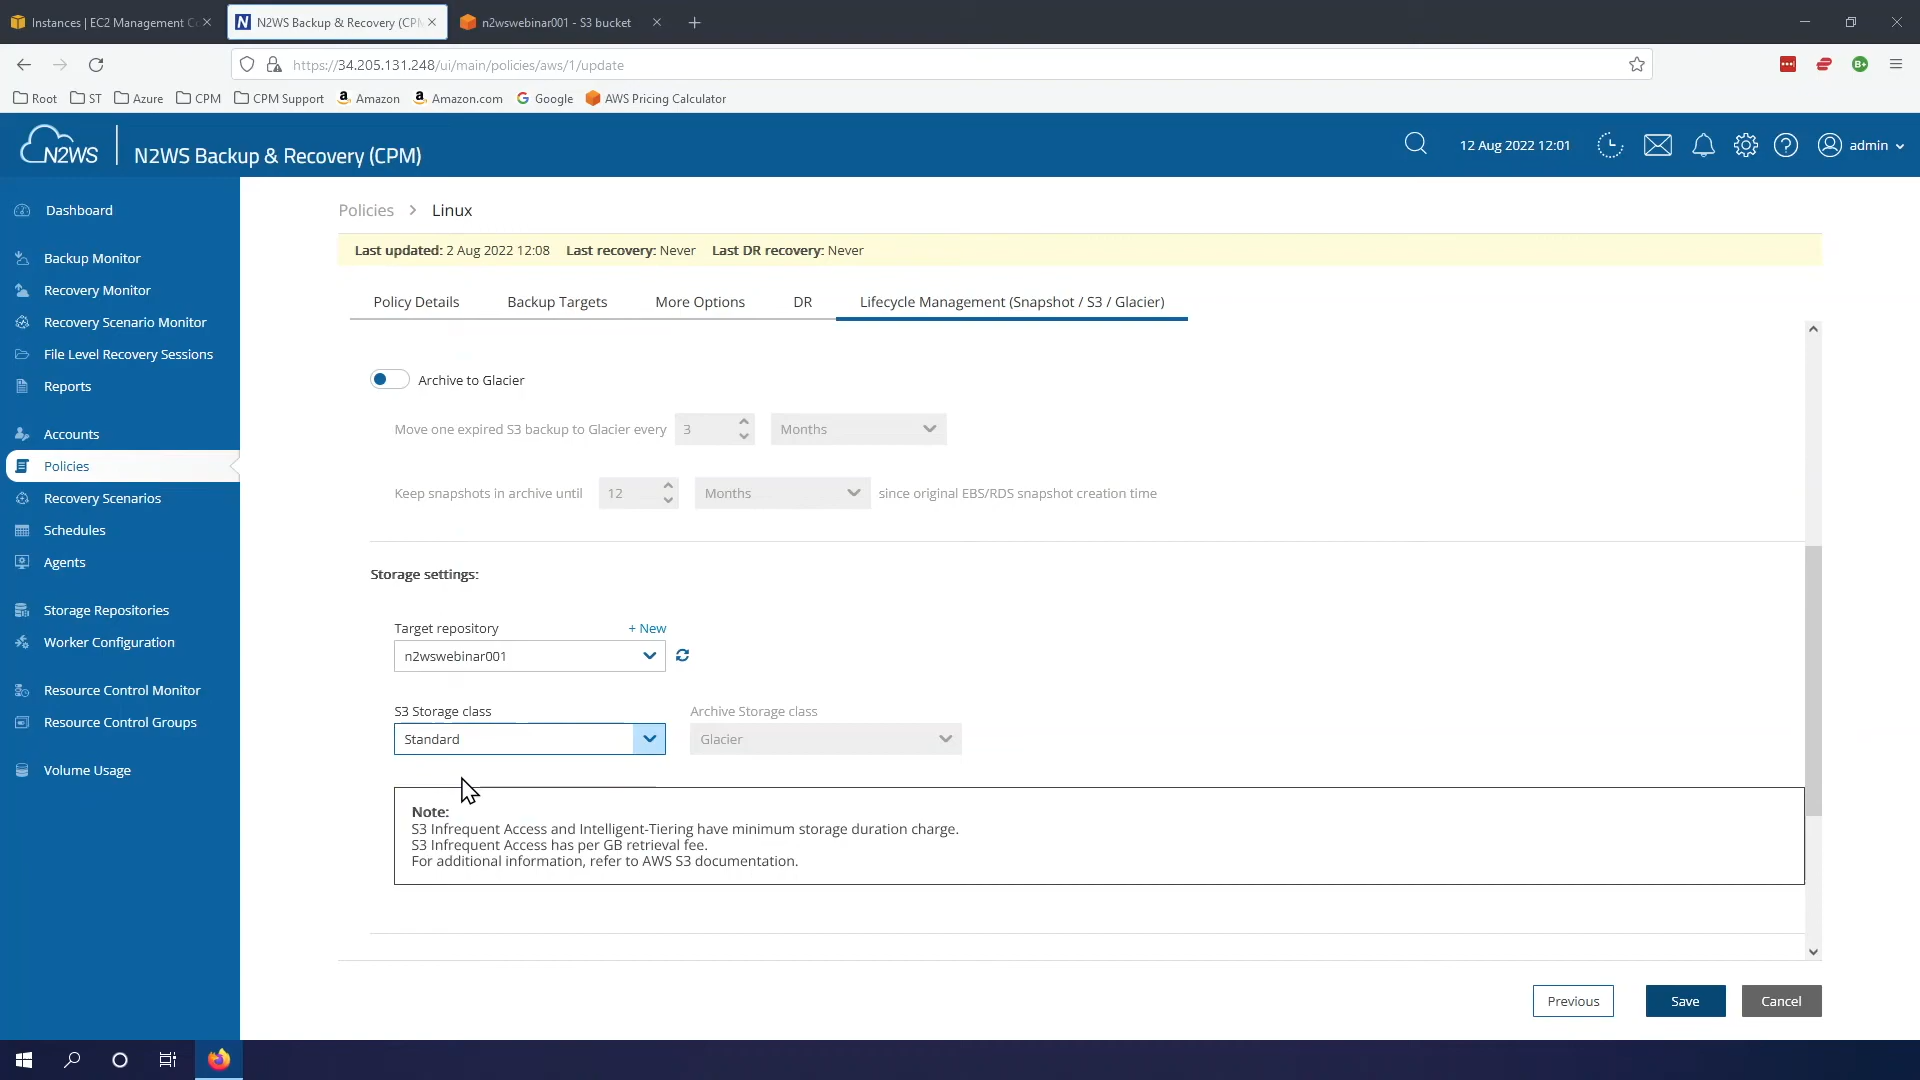 Instances | EC2 Management C
N2WS Backup & Recovery (CPM
n2wswebinar001 - S3 bucket
https://34.205.131.248/ui/main/policies/aws/1/update
Root
ST
Azure
CPM
CPM Support
Amazon
Amazon.com
Google
AWS Pricing Calculator
N2WS
N2WS Backup & Recovery (CPM)
12 Aug 2022 12:01
admin
Dashboard
Backup Monitor
Recovery Monitor
Recovery Scenario Monitor
File Level Recovery Sessions
Reports
Accounts
Policies
Recovery Scenarios
Schedules
Agents
Storage Repositories
Worker Configuration
Resource Control Monitor
Resource Control Groups
Volume Usage
Policies > Linux
Last updated: 2 Aug 2022 12:08 Last recovery: Never Last DR recovery: Never
Policy Details
Backup Targets
More Options
DR
Lifecycle Management (Snapshot / S3 / Glacier)
Archive to Glacier
Move one expired S3 backup to Glacier every 3 Months
Keep snapshots in archive until 12 Months since original EBS/RDS snapshot creation time
Storage settings:
Target repository
+ New
n2wswebinar001
S3 Storage class
Archive Storage class
Standard
Glacier
Note:
S3 Infrequent Access and Intelligent-Tiering have minimum storage duration charge.
S3 Infrequent Access has per GB retrieval fee.
For additional information, refer to AWS S3 documentation.
Previous
Save
Cancel